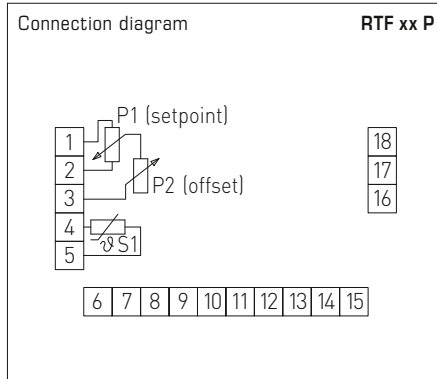 Connection diagram RTF xx P
P1 (setpoint)
1
2
3
4
5
P2 (offset)
ϑ S1
18
17
16
6 7 8 9 10 11 12 13 14 15